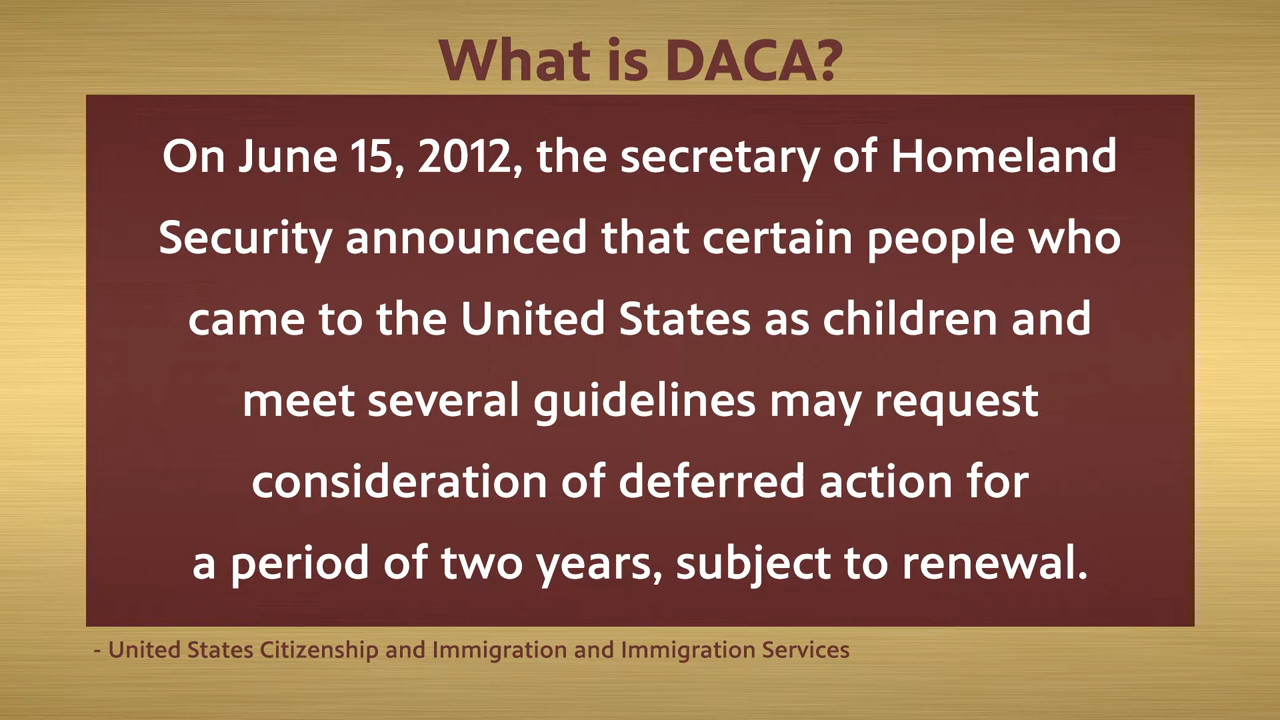 What is DACA?
On June 15, 2012, the secretary of Homeland
Security announced that certain people who
came to the United States as children and
meet several guidelines may request
consideration of deferred action for
a period of two years, subject to renewal.
- United States Citizenship and Immigration and Immigration Services